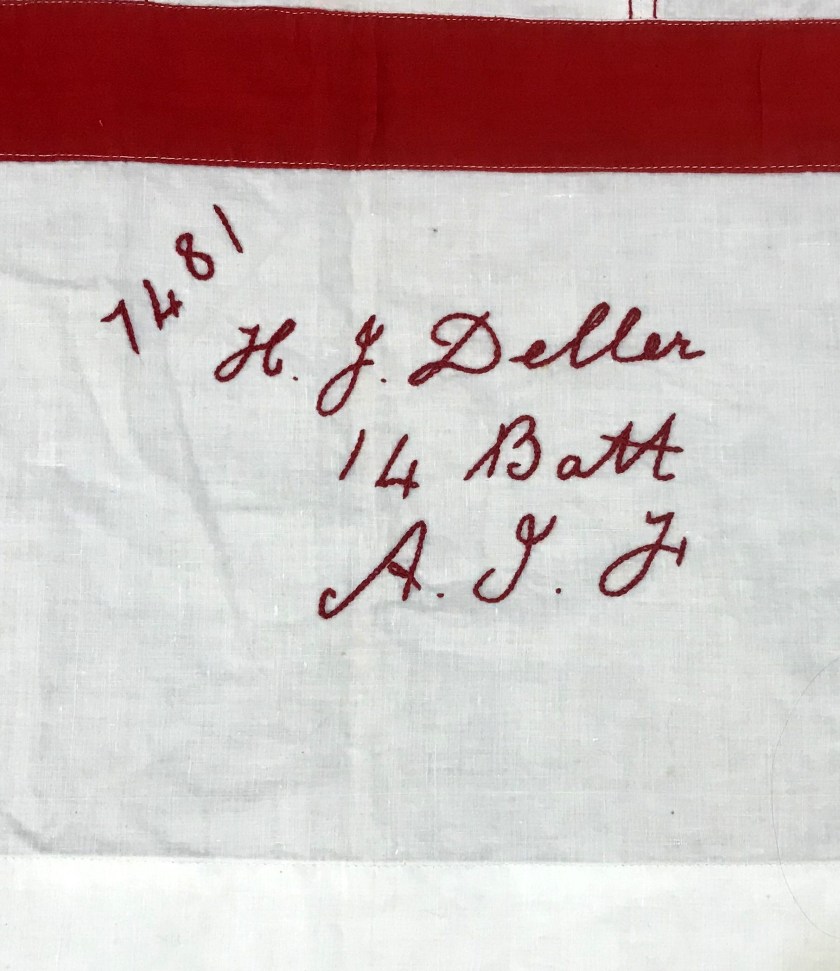 7481
H. J. Deller
14 Batt
A. I. F